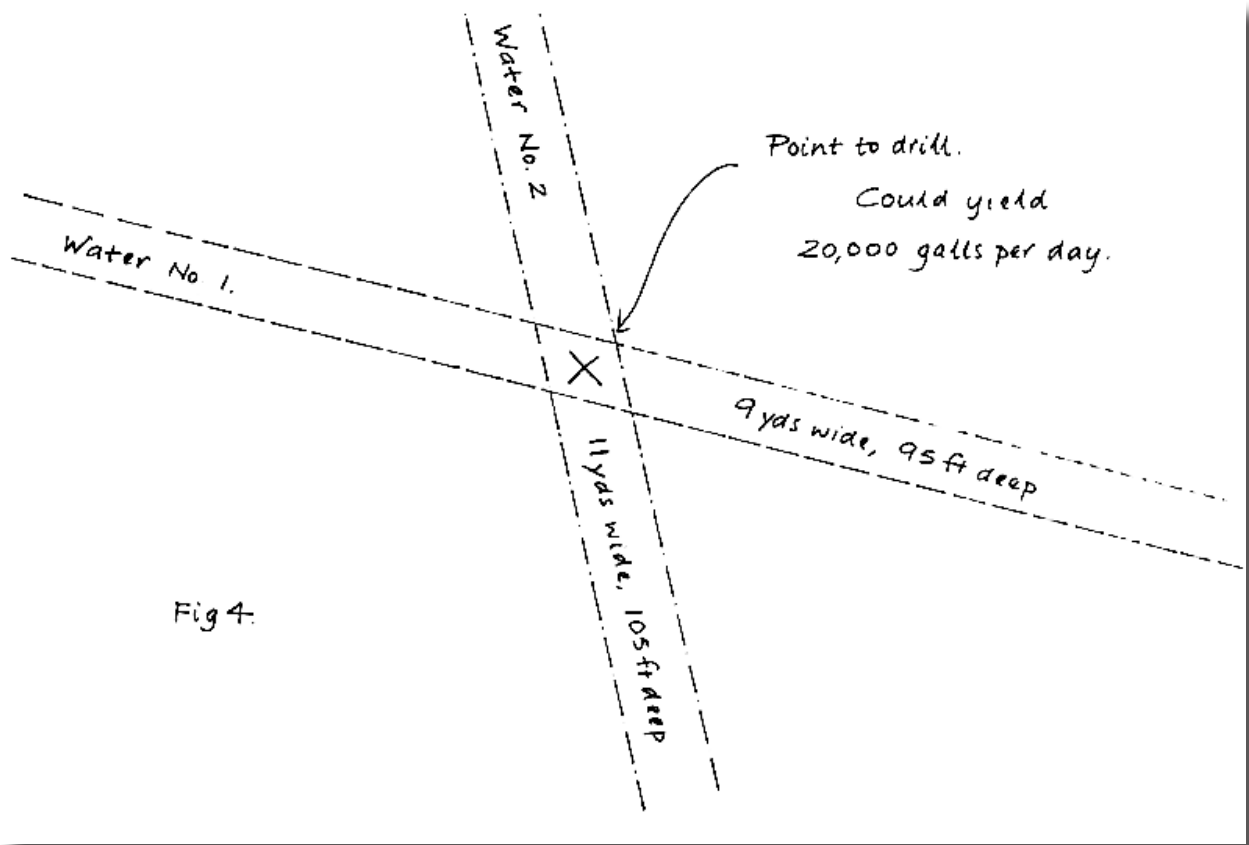 Water No. 2
Point to drill.
Could yield
20,000 galls per day.
Water No 1.
X
9 yds wide, 95 ft deep
11 yds wide, 105 ft deep
Fig 4.